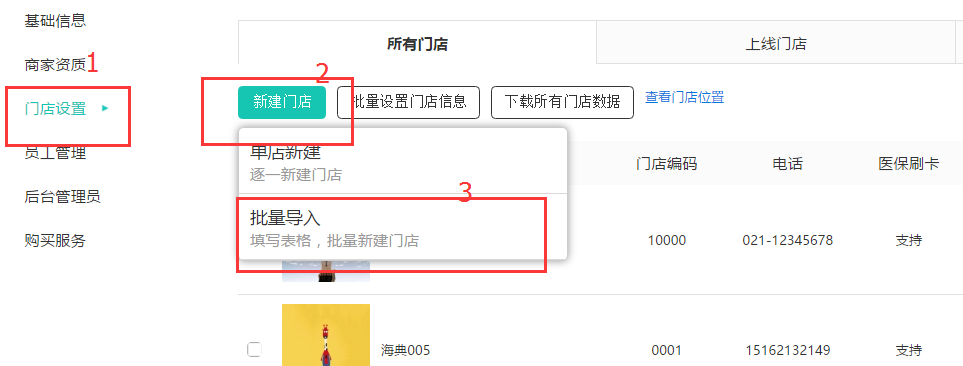 基础信息
商家资质
1
门店设置
员工管理
后台管理员
购买服务
所有门店
上线门店
2
新建门店
批量设置门店信息
下载所有门店数据
查看门店位置
单店新建
逐一新建门店
3
批量导入
填写表格，批量新建门店
门店编码
电话
医保刷卡
10000
021-12345678
支持
海典005
0001
15162132149
支持